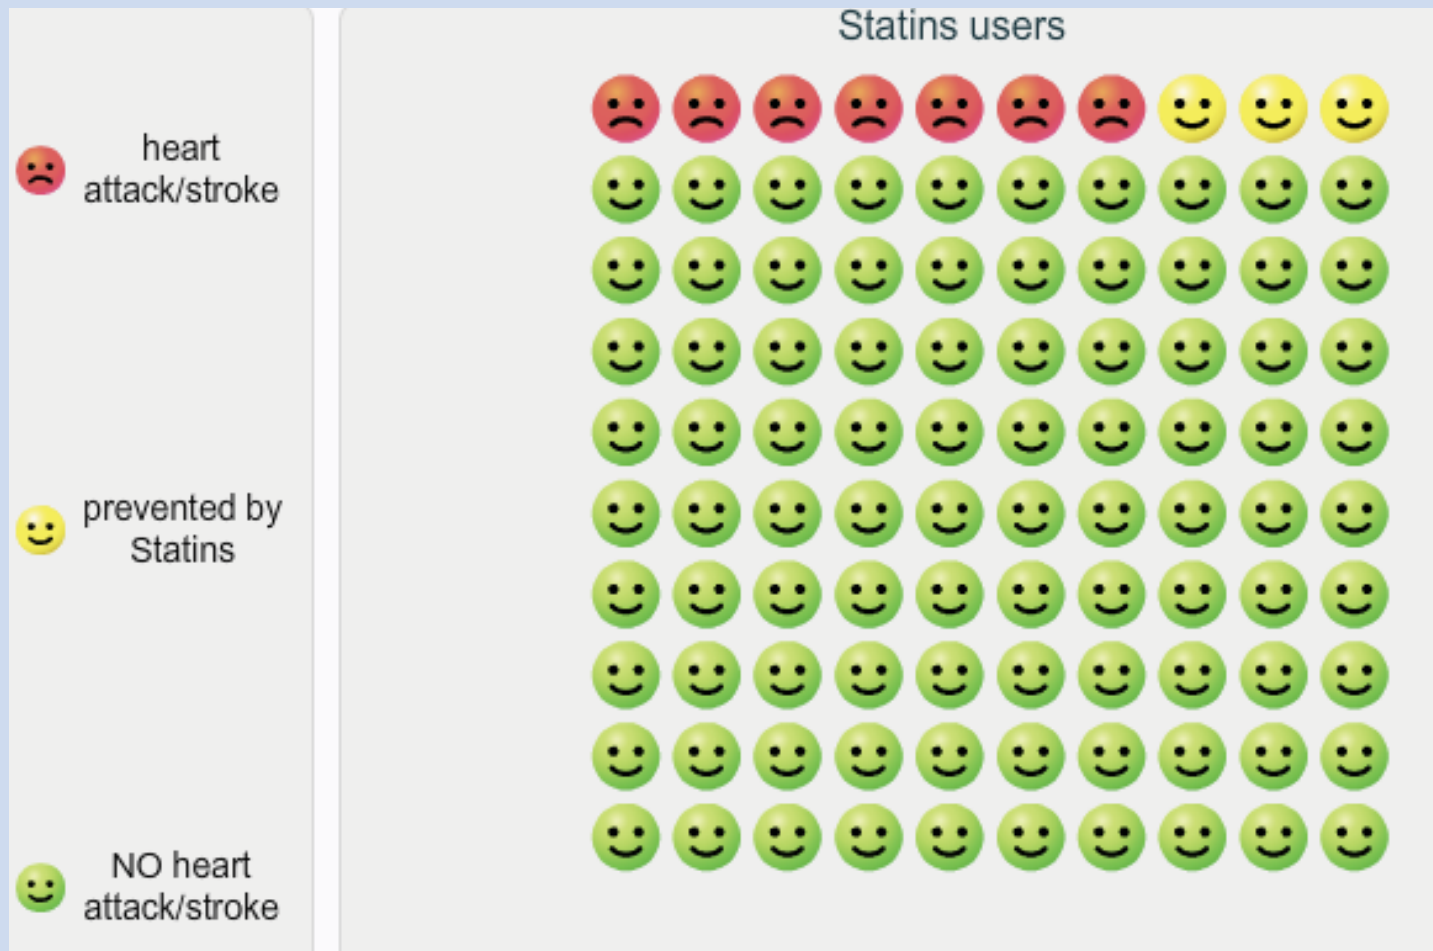 Statins users
heart
attack/stroke
prevented by
Statins
NO heart
attack/stroke